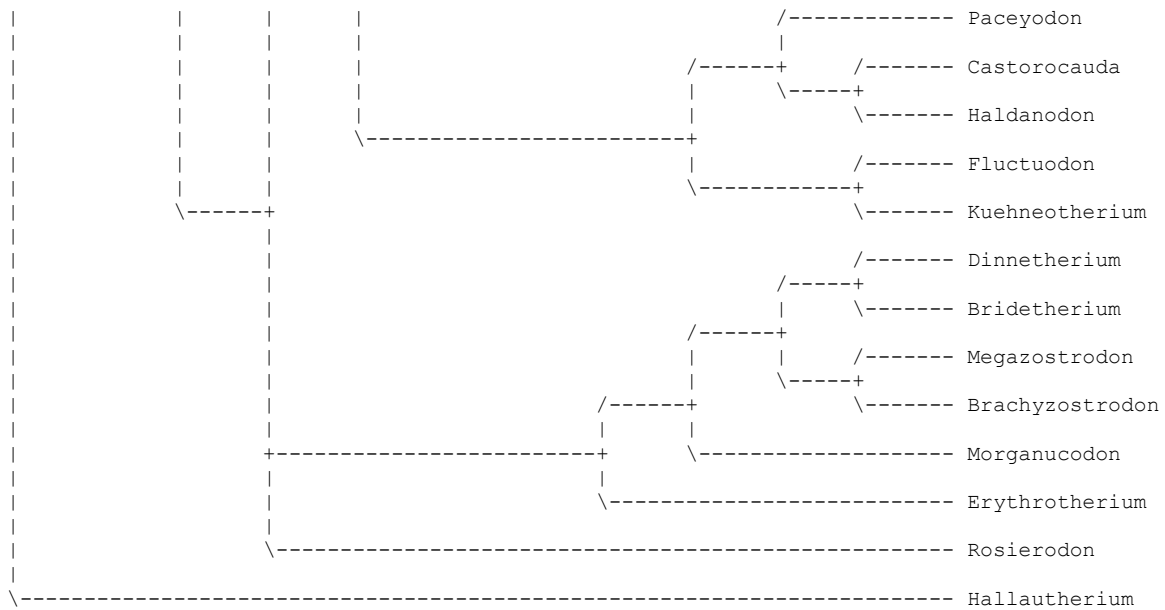 Paceyodon
Castorocauda
Haldanodon
Fluctuodon
Kuehneotherium
Dinnetherium
Bridetherium
Megazostrodon
Brachyzostrodon
Morganucodon
Erythrotherium
Rosierodon
Hallautherium